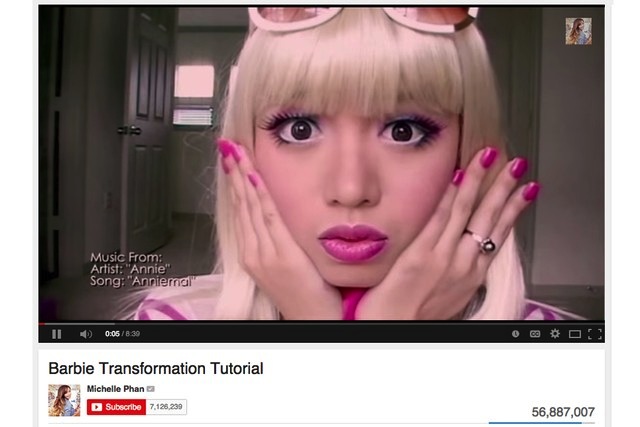 Music From:
Artist: "Annie"
Song: "Anniemal"
0:05 / 8:39
CC
Barbie Transformation Tutorial
Michelle Phan
Subscribe 7,126,239
56,887,007